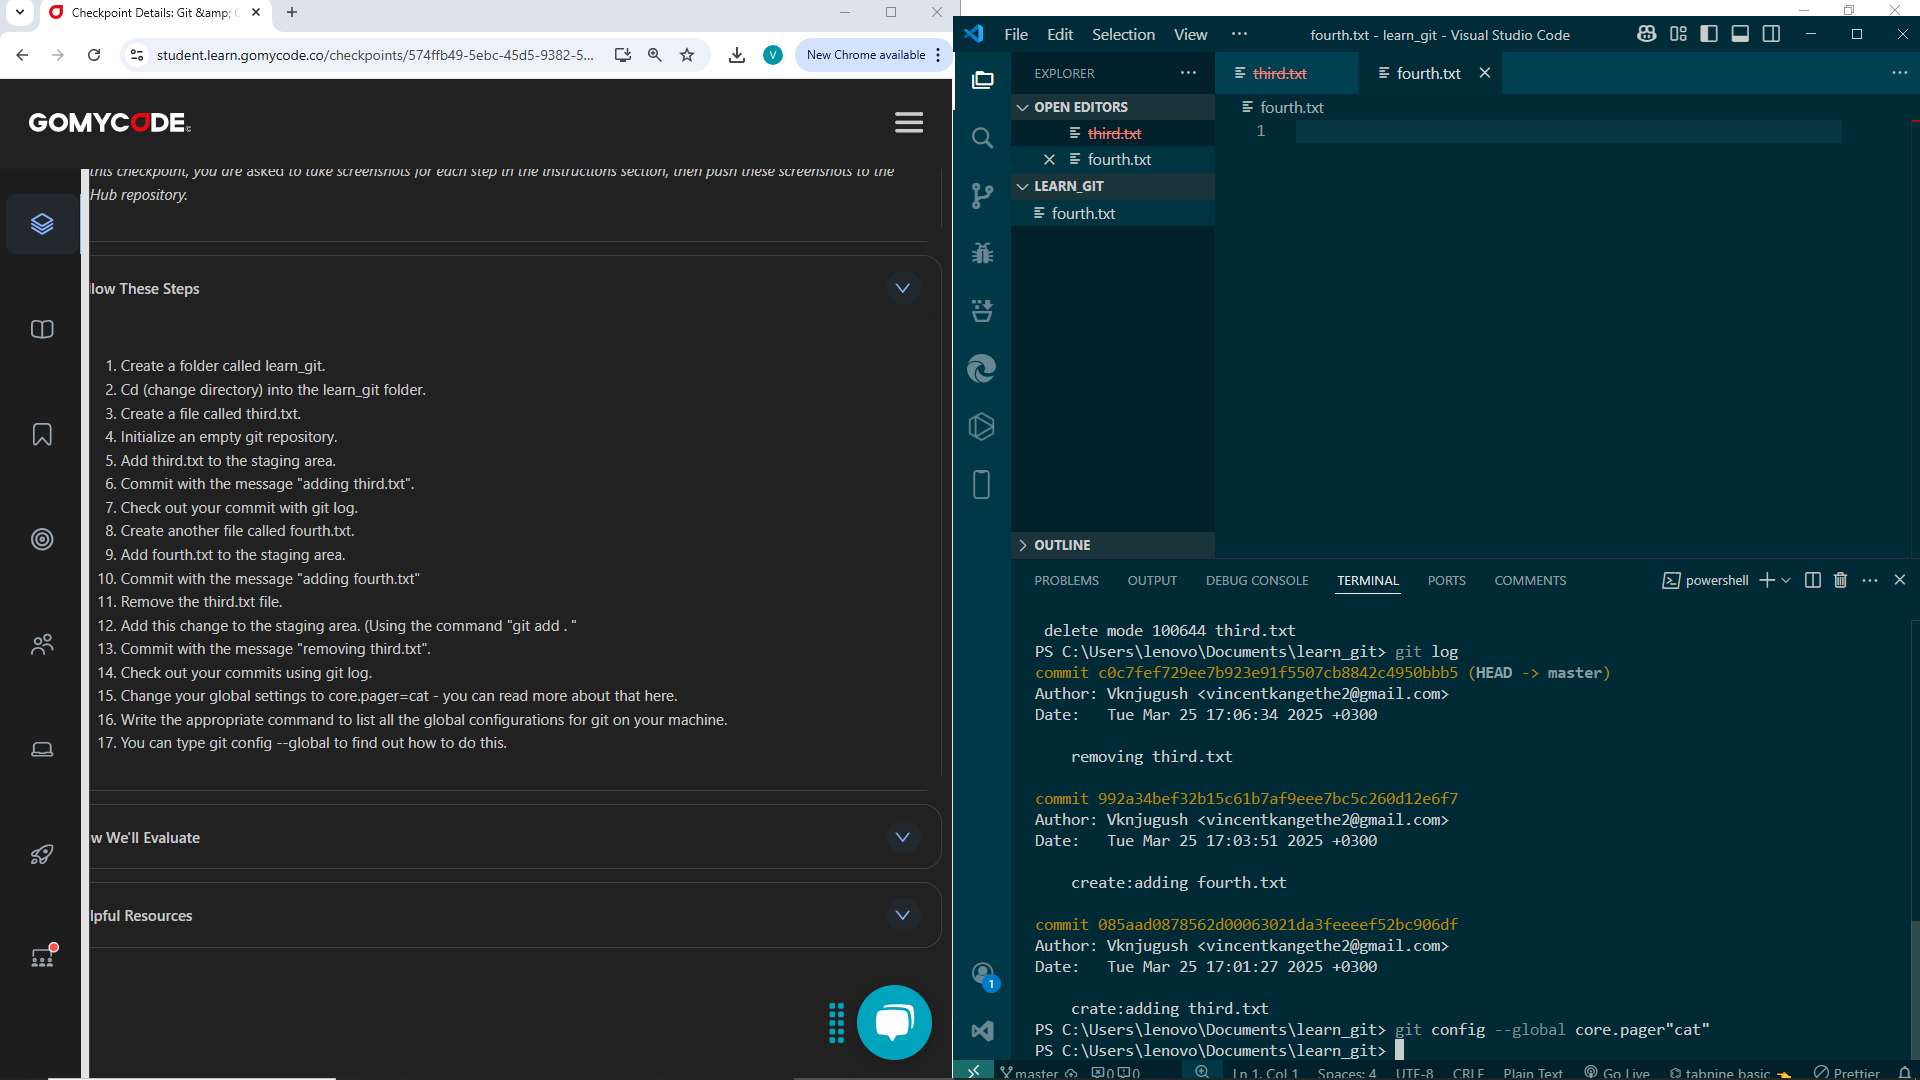 Checkpoint Details: Git &amp;
student.learn.gomycode.co/checkpoints/574ffb49-5ebc-45d5-9382-5...
V
New Chrome available
GOMYCODE
this checkpoint, you are asked to take screenshots for each step in the instructions section, then push these screenshots to the
Hub repository.
llow These Steps
1. Create a folder called learn_git.
2. Cd (change directory) into the learn_git folder.
3. Create a file called third.txt.
4. Initialize an empty git repository.
5. Add third.txt to the staging area.
6. Commit with the message "adding third.txt".
7. Check out your commit with git log.
8. Create another file called fourth.txt.
9. Add fourth.txt to the staging area.
10. Commit with the message "adding fourth.txt"
11. Remove the third.txt file.
12. Add this change to the staging area. (Using the command "git add . "
13. Commit with the message "removing third.txt".
14. Check out your commits using git log.
15. Change your global settings to core.pager=cat - you can read more about that here.
16. Write the appropriate command to list all the global configurations for git on your machine.
17. You can type git config --global to find out how to do this.
w We'll Evaluate
lpful Resources
File Edit Selection View ···
fourth.txt - learn_git - Visual Studio Code
EXPLORER
third.txt
fourth.txt
OPEN EDITORS
third.txt
fourth.txt
LEARN_GIT
fourth.txt
OUTLINE
fourth.txt
1
PROBLEMS OUTPUT DEBUG CONSOLE TERMINAL PORTS COMMENTS
powershell
delete mode 100644 third.txt
PS C:\Users\lenovo\Documents\learn_git> git log
commit c0c7fef729ee7b923e91f5507cb8842c4950bbb5 (HEAD -> master)
Author: Vknjugush <vincentkangethe2@gmail.com>
Date:   Tue Mar 25 17:06:34 2025 +0300
removing third.txt
commit 992a34bef32b15c61b7af9eee7bc5c260d12e6f7
Author: Vknjugush <vincentkangethe2@gmail.com>
Date:   Tue Mar 25 17:03:51 2025 +0300
create:adding fourth.txt
commit 085aad0878562d00063021da3feeeef52bc906df
Author: Vknjugush <vincentkangethe2@gmail.com>
Date:   Tue Mar 25 17:01:27 2025 +0300
crate:adding third.txt
PS C:\Users\lenovo\Documents\learn_git> git config --global core.pager"cat"
PS C:\Users\lenovo\Documents\learn_git>
1
master 0 0 Ln 1, Col 1 Spaces: 4 UTF-8 CRLF Plain Text Go Live tabnine basic Prettier